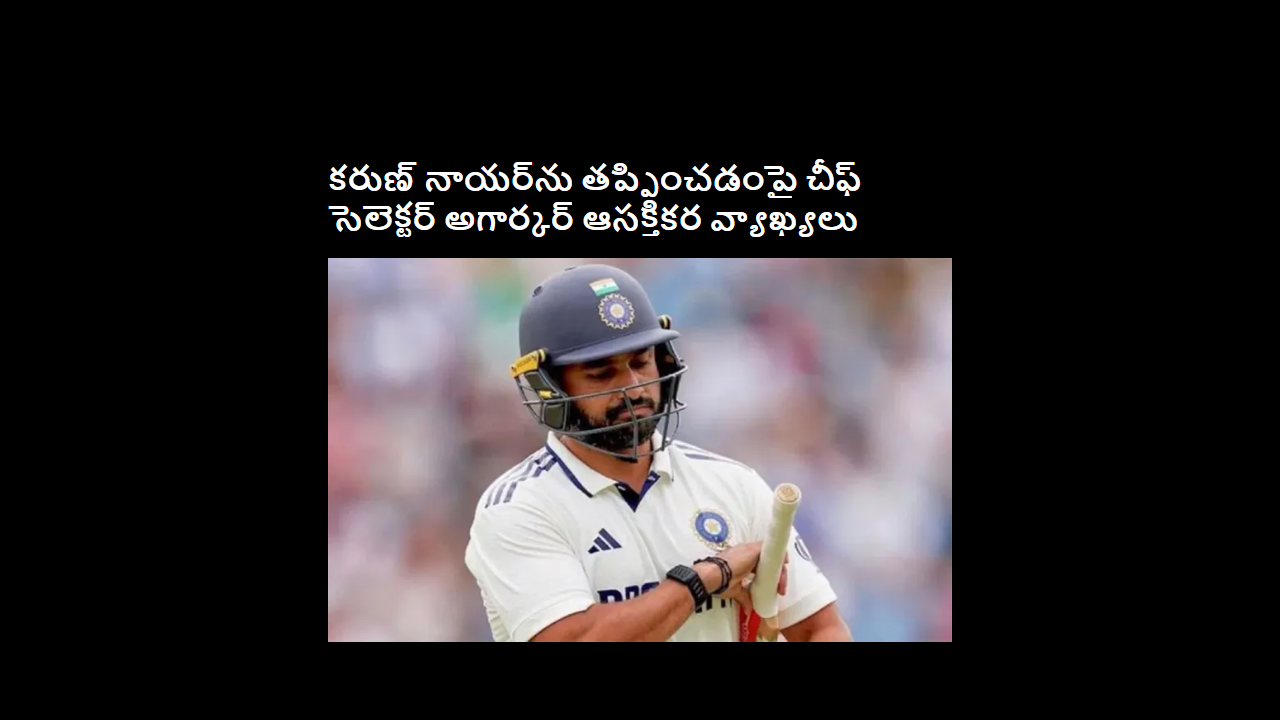 కరుణ్ నాయర్‌ను తప్పించడంపై చీఫ్
సెలెక్టర్ అగార్కర్ ఆసక్తికర వ్యాఖ్యలు